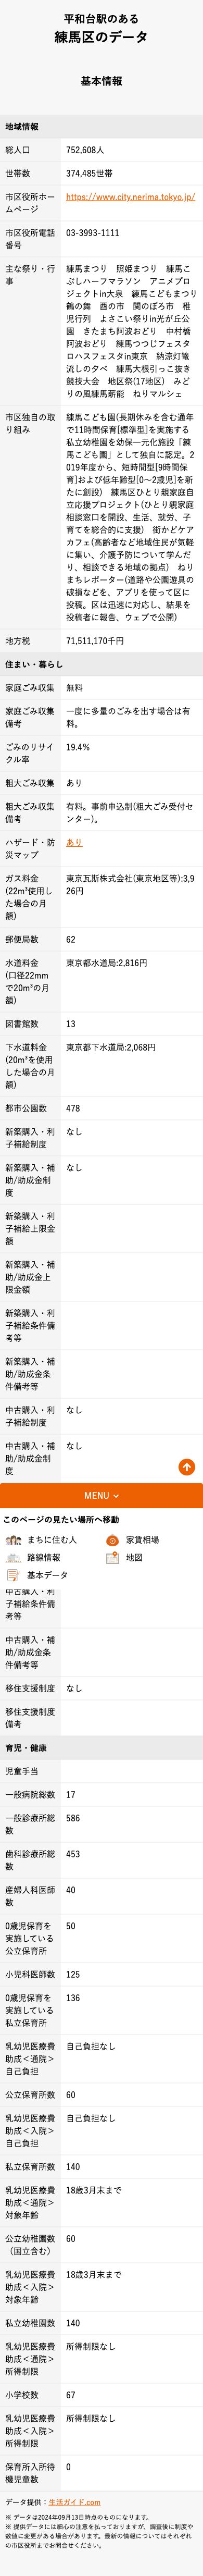 平和台駅のある
練馬区のデータ
基本情報
地域情報
総人口
752,608人
世帯数
374,485世帯
市区役所ホー
ムページ
https://www.city.nerima.tokyo.jp/
市区役所電話
番号
03-3993-1111
主な祭り・行
事
練馬まつり　照姫まつり　練馬こ
ぶしハーフマラソン　アニメプロ
ジェクトin大泉　練馬こどもまつり
鶴の舞　酉の市　関のぼろ市　稚
児行列　よさこい祭りin光が丘公
園　きたまち阿波おどり　中村橋
阿波おどり　練馬つつじフェスタ
ロハスフェスタin東京　納涼灯篭
流しの夕べ　練馬大根引っこ抜き
競技大会　地区祭(17地区)　みど
りの風練馬薪能　ねりマルシェ
市区独自の取
り組み
練馬こども園(長期休みを含む通年
で11時間保育[標準型]を実施する
私立幼稚園を幼保一元化施設「練
馬こども園」として独自に認定。2
019年度から、短時間型[9時間保
育]および低年齢型[0～2歳児]を新
たに創設)　練馬区ひとり親家庭自
立応援プロジェクト(ひとり親家庭
相談窓口を開設、生活、就労、子
育てを総合的に支援)　街かどケア
カフェ(高齢者など地域住民が気軽
に集い、介護予防について学んだ
り、相談できる地域の拠点)　ねり
まちレポーター(道路や公園遊具の
破損などを、アプリを使って区に
投稿。区は迅速に対応し、結果を
投稿者に報告、ウェブで公開)
地方税
71,511,170千円
住まい・暮らし
家庭ごみ収集
無料
家庭ごみ収集
備考
一度に多量のごみを出す場合は有
料。
ごみのリサイ
クル率
19.4%
粗大ごみ収集
あり
粗大ごみ収集
備考
有料。事前申込制(粗大ごみ受付セ
ンター)。
ハザード・防
災マップ
あり
ガス料金
(22m³使用し
た場合の月
額)
東京瓦斯株式会社(東京地区等):3,9
26円
郵便局数
62
水道料金
(口径22mm
で20m³の月
額)
東京都水道局:2,816円
図書館数
13
下水道料金
(20m³を使用
した場合の月
額)
東京都下水道局:2,068円
都市公園数
478
新築購入・利
子補給制度
なし
新築購入・補
助/助成金制
度
なし
新築購入・利
子補給上限金
額
新築購入・補
助/助成金上
限金額
新築購入・利
子補給条件備
考等
新築購入・補
助/助成金条
件備考等
中古購入・利
子補給制度
なし
中古購入・補
助/助成金制
度
なし
MENU
このページの見たい場所へ移動
まちに住む人
家賃相場
路線情報
地図
基本データ
中古購入・利
子補給条件備
考等
中古購入・補
助/助成金条
件備考等
移住支援制度
なし
移住支援制度
備考
育児・健康
児童手当
一般病院総数
17
一般診療所総
数
586
歯科診療所総
数
453
産婦人科医師
数
40
0歳児保育を
実施している
公立保育所
50
小児科医師数
125
0歳児保育を
実施している
私立保育所
136
乳幼児医療費
助成＜通院＞
自己負担
自己負担なし
公立保育所数
60
乳幼児医療費
助成＜入院＞
自己負担
自己負担なし
私立保育所数
140
乳幼児医療費
助成＜通院＞
対象年齢
18歳3月末まで
公立幼稚園数
（国立含む）
60
乳幼児医療費
助成＜入院＞
対象年齢
18歳3月末まで
私立幼稚園数
140
乳幼児医療費
助成＜通院＞
所得制限
所得制限なし
小学校数
67
乳幼児医療費
助成＜入院＞
所得制限
所得制限なし
保育所入所待
機児童数
0
データ提供：生活ガイド.com
※ データは2024年09月13日時点のものになります。
※ 提供データには細心の注意を払っておりますが、調査後に制度や
数値に変更がある場合があります。最新の情報についてはそれぞれ
の市区役所までお問合せください。